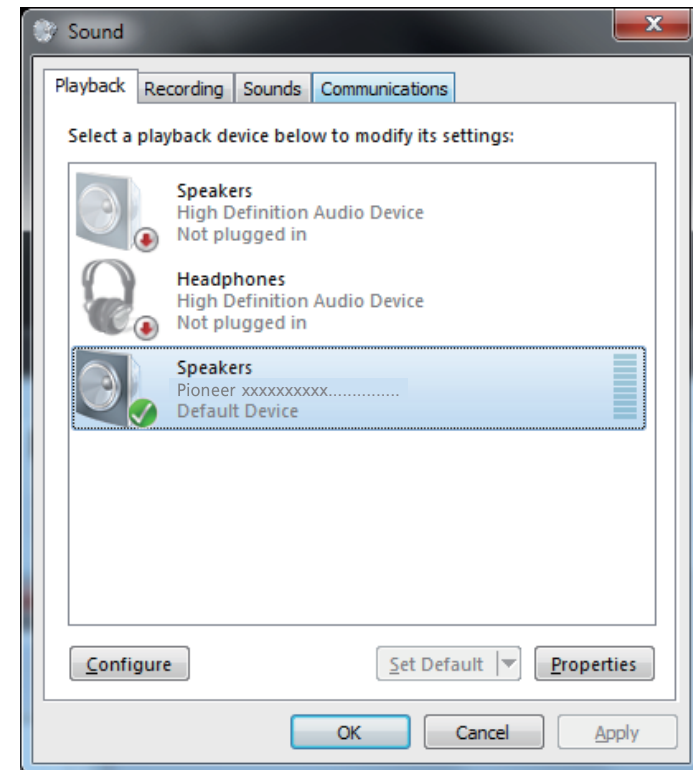 Sound
Playback Recording Sounds Communications
Select a playback device below to modify its settings:
Speakers
High Definition Audio Device
Not plugged in
Headphones
High Definition Audio Device
Not plugged in
Speakers
Pioneer xxxxxxxxxx...............
Default Device
Configure Set Default Properties
OK Cancel Apply